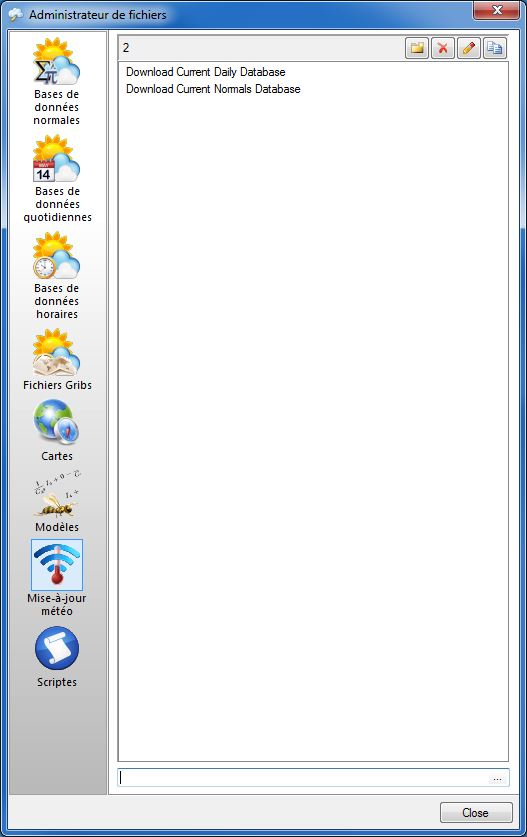 Administrateur de fichiers
2
Download Current Daily Database
Download Current Normals Database
Σ π
Bases de
données
normales
MAY
14
Bases de
données
quotidiennes
Bases de
données
horaires
Fichiers Gribs
Cartes
Modèles
Mise-à-jour
météo
Scriptes
...
Close